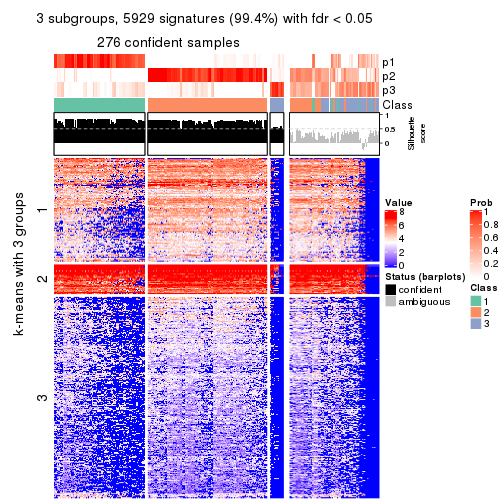 3 subgroups, 5929 signatures (99.4%) with fdr < 0.05
276 confident samples
p1
p2
p3
Class
1
0.5
0
Silhouette
score
k-means with 3 groups
1
2
3
Value
8
6
4
2
0
Status (barplots)
confident
ambiguous
Prob
1
0.8
0.6
0.4
0.2
0
Class
1
2
3